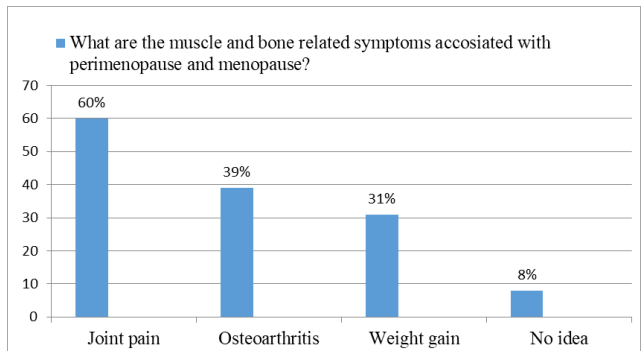 What are the muscle and bone related symptoms accosiated with
perimenopause and menopause?
70
60
50
40
30
20
10
0
60%
39%
31%
8%
Joint pain
Osteoarthritis
Weight gain
No idea